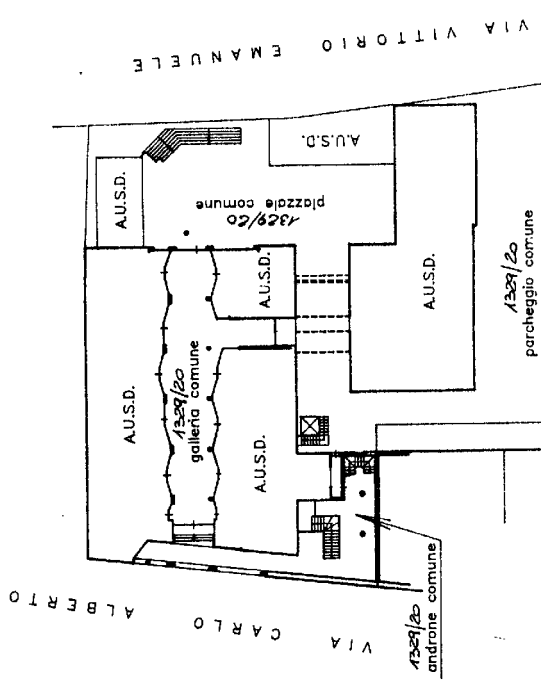 VIA VITTORIO EMANUELE
A.U.S.D.
A.U.S.D.
1329/20
piazzale comune
A.U.S.D.
A.U.S.D.
1329/20
galleria comune
A.U.S.D.
A.U.S.D.
A.U.S.D.
1329/20
parcheggio comune
1329/20
androne comune
VIA CARLO ALBERTO